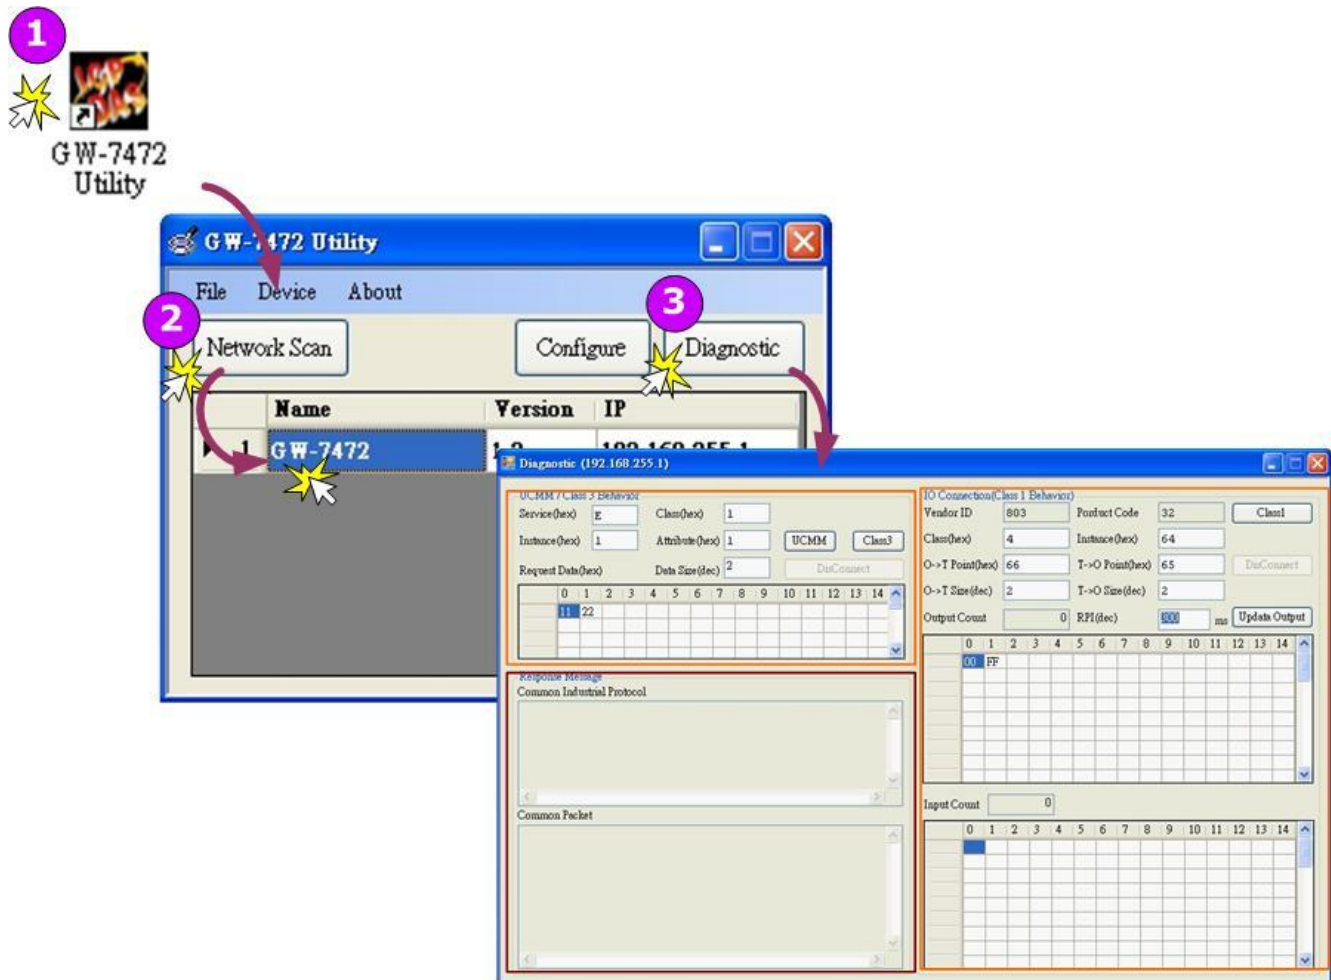 1
ICP
DAS
GW-7472
Utility
GW-7472 Utility
File Device About
2
3
Network Scan Configure Diagnostic
Name Version IP
1 GW-7472
Diagnostic (192.168.255.1)
UCMM / Class 3 Behavior
Service(hex) E Class(hex) 1
Instance(hex) 1 Attribute(hex) 1 UCMM Class3
Request Data(hex) Data Size(dec) 2 DisConnect
0 1 2 3 4 5 6 7 8 9 10 11 12 13 14
11 22
Response Message
Common Industrial Protocol
Common Packet
IO Connection(Class 1 Behavior)
Vendor ID 803 Porduct Code 32 Class1
Class(hex) 4 Instance(hex) 64
O->T Point(hex) 66 T->O Point(hex) 65 DisConnect
O->T Size(dec) 2 T->O Size(dec) 2
Output Count 0 RPI(dec) 300 ms Updata Output
0 1 2 3 4 5 6 7 8 9 10 11 12 13 14
00 FF
Input Count 0
0 1 2 3 4 5 6 7 8 9 10 11 12 13 14